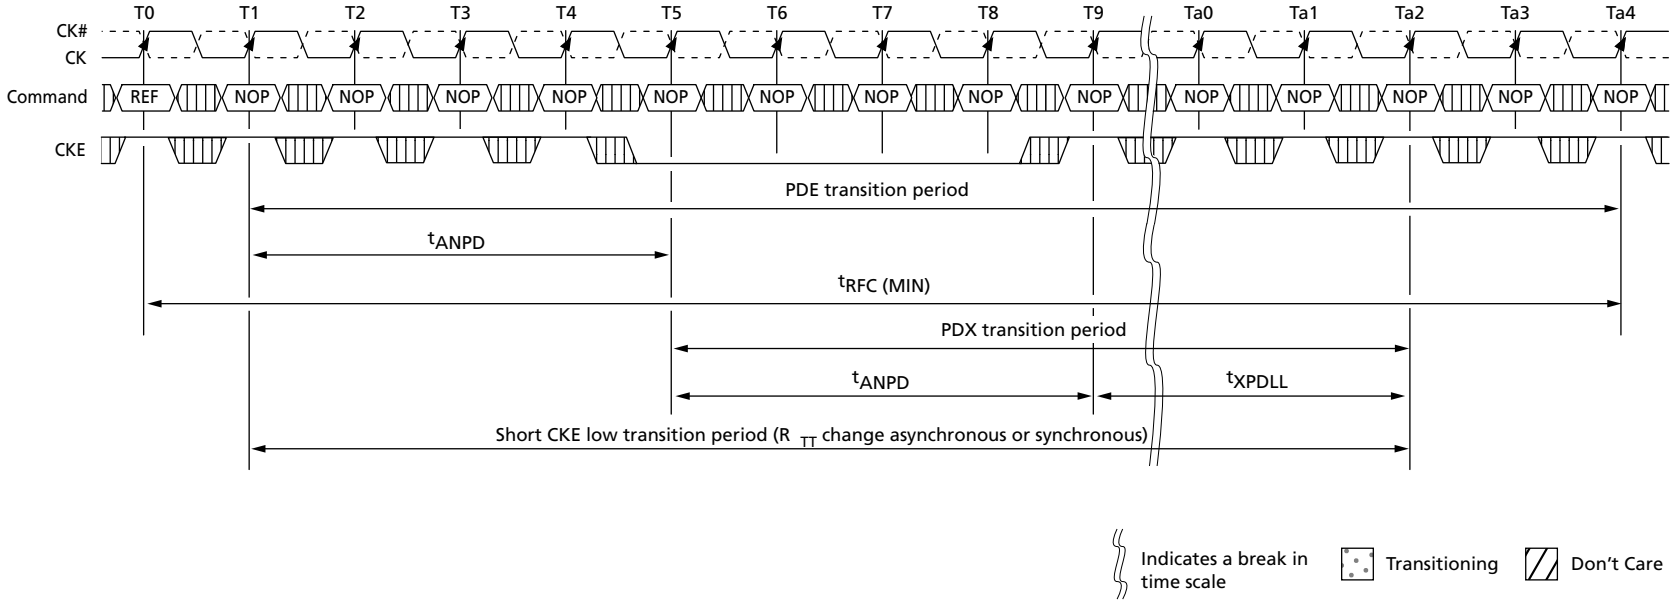 T0 T1 T2 T3 T4 T5 T6 T7 T8 T9 Ta0 Ta1 Ta2 Ta3 Ta4
CK#
CK
Command REF NOP NOP NOP NOP NOP NOP NOP NOP NOP NOP NOP NOP NOP NOP
CKE
PDE transition period
tANPD
tRFC (MIN)
PDX transition period
tANPD tXPDLL
Short CKE low transition period (R TT change asynchronous or synchronous)
Indicates a break in
time scale
Transitioning
Don't Care